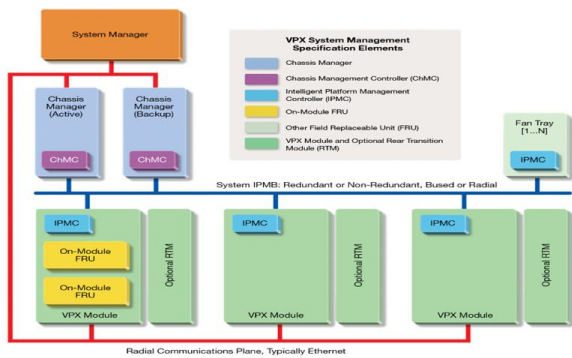 System Manager
VPX System Management
Specification Elements
Chassis Manager
Chassis Management Controller (ChMC)
Intelligent Platform Management
Controller (IPMC)
On-Module FRU
Other Field Replaceable Unit (FRU)
VPX Module and Optional Rear Transition
Module (RTM)
Chassis
Manager
(Active)
ChMC
Chassis
Manager
(Backup)
ChMC
Fan Tray
[1...N]
IPMC
System IPMB: Redundant or Non-Redundant, Bused or Radial
IPMC
On-Module
FRU
On-Module
FRU
VPX Module
Optional RTM
IPMC
VPX Module
Optional RTM
IPMC
VPX Module
Optional RTM
Radial Communications Plane, Typically Ethernet